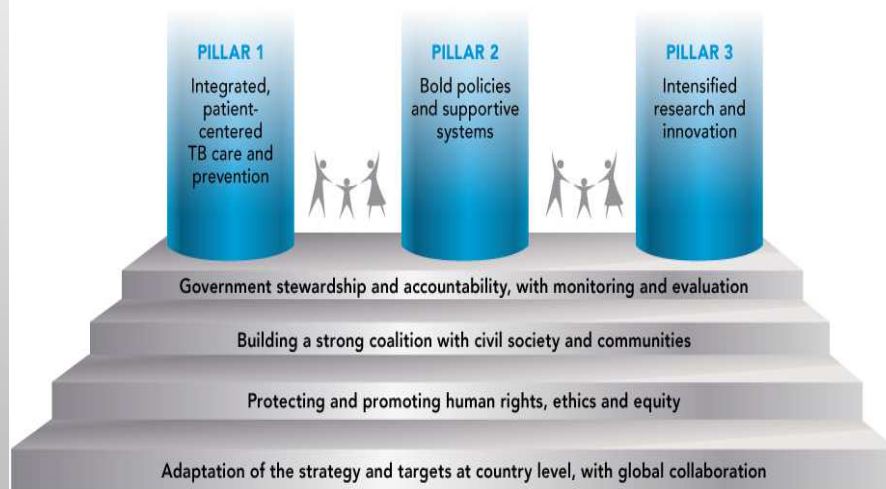 PILLAR 1
Integrated,
patient-
centered
TB care and
prevention
PILLAR 2
Bold policies
and supportive
systems
PILLAR 3
Intensified
research and
innovation
Government stewardship and accountability, with monitoring and evaluation
Building a strong coalition with civil society and communities
Protecting and promoting human rights, ethics and equity
Adaptation of the strategy and targets at country level, with global collaboration